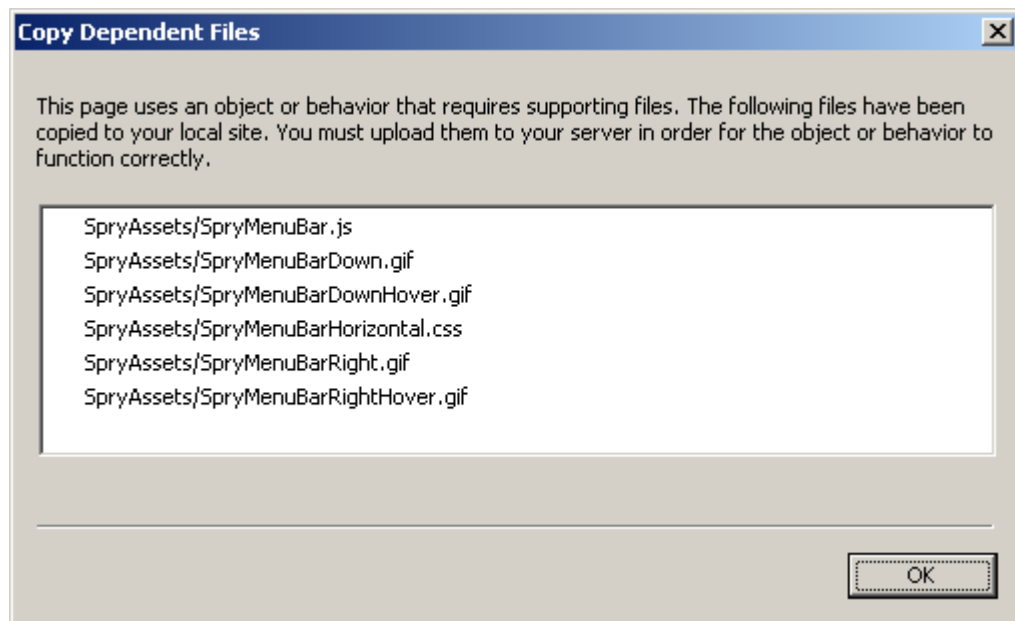 Copy Dependent Files
This page uses an object or behavior that requires supporting files. The following files have been
copied to your local site. You must upload them to your server in order for the object or behavior to
function correctly.
SpryAssets/SpryMenuBar.js
SpryAssets/SpryMenuBarDown.gif
SpryAssets/SpryMenuBarDownHover.gif
SpryAssets/SpryMenuBarHorizontal.css
SpryAssets/SpryMenuBarRight.gif
SpryAssets/SpryMenuBarRightHover.gif
OK